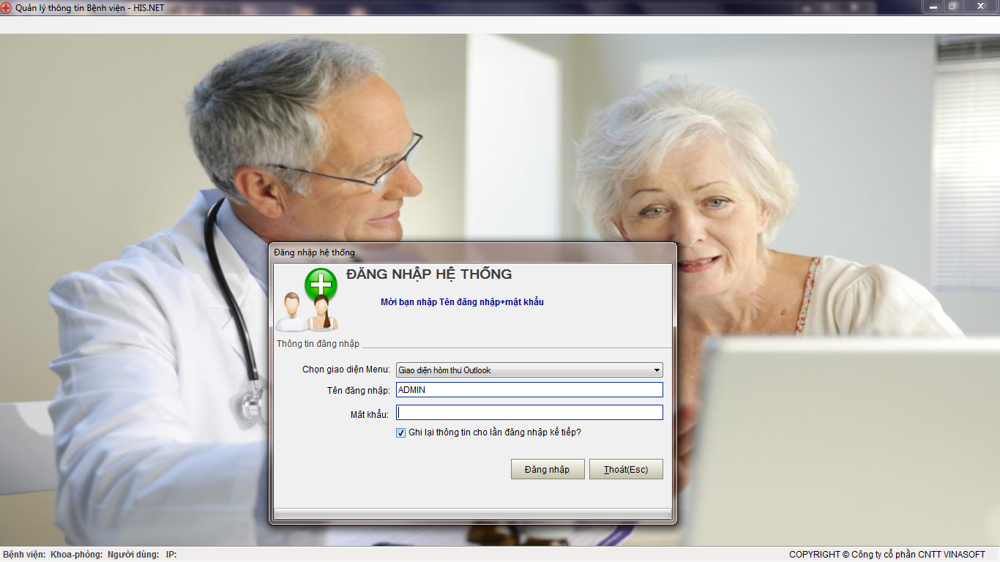 Quản lý thông tin Bệnh viện - HIS.NET
Đăng nhập hệ thống
ĐĂNG NHẬP HỆ THỐNG
Mời bạn nhập Tên đăng nhập+mật khẩu
Thông tin đăng nhập
Chọn giao diện Menu: Giao diện hòm thư Outlook
Tên đăng nhập: ADMIN
Mât khẩu:
Ghi lại thông tin cho lần đăng nhập kế tiếp?
Đăng nhập Thoát(Esc)
Bệnh viện: Khoa-phòng: Người dùng: IP: COPYRIGHT © Công ty cổ phần CNTT VINASOFT